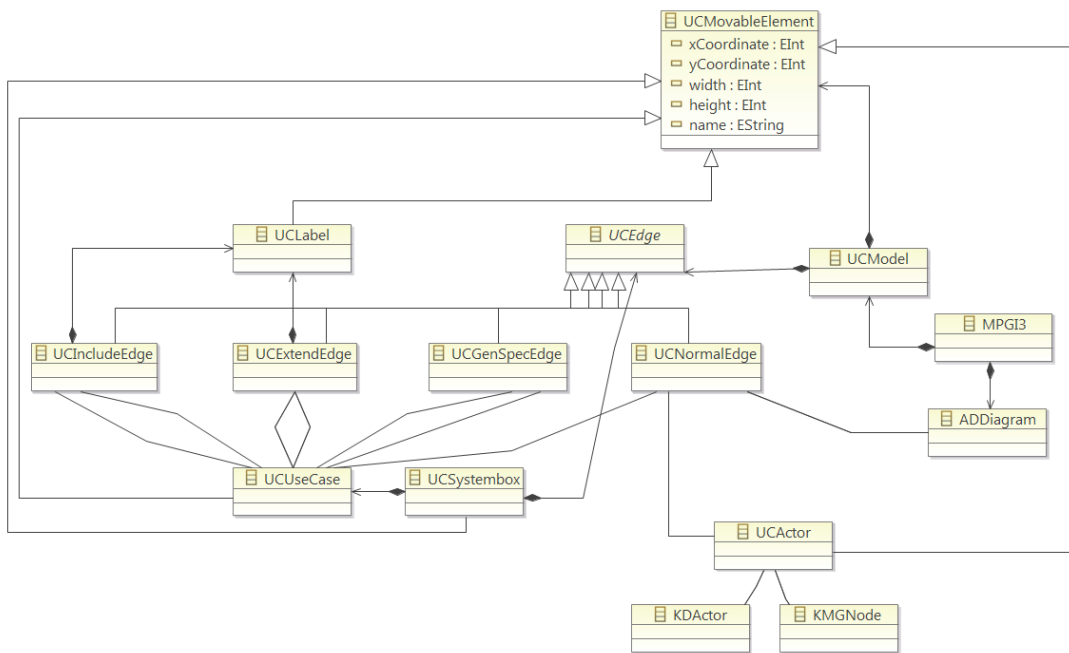 UCMovableElement
xCoordinate : EInt
yCoordinate : EInt
width : EInt
height : EInt
name : EString
UCLabel
UCEdge
UCModel
MPGI3
UCIncludeEdge
UCExtendEdge
UCGenSpecEdge
UCNormalEdge
ADDiagram
UCUseCase
UCSystembox
UCActor
KDActor
KMGNode